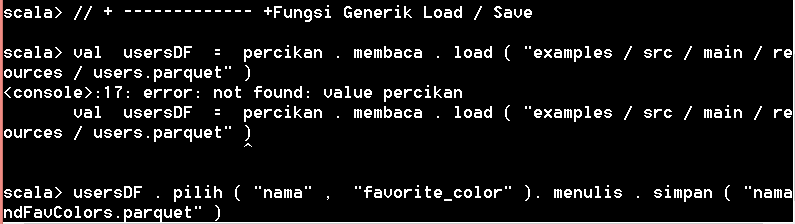 scala> // + ------------- +Fungsi Generik Load / Save
scala> val usersDF = percikan . membaca . load ( "examples / src / main / re
ources / users.parquet" )
<console>:17: error: not found: value percikan
val usersDF = percikan . membaca . load ( "examples / src / main / re
ources / users.parquet" )
^
scala> usersDF . pilih ( "nama" , "favorite_color" ). menulis . simpan ( "nama
ndFavColors.parquet" )